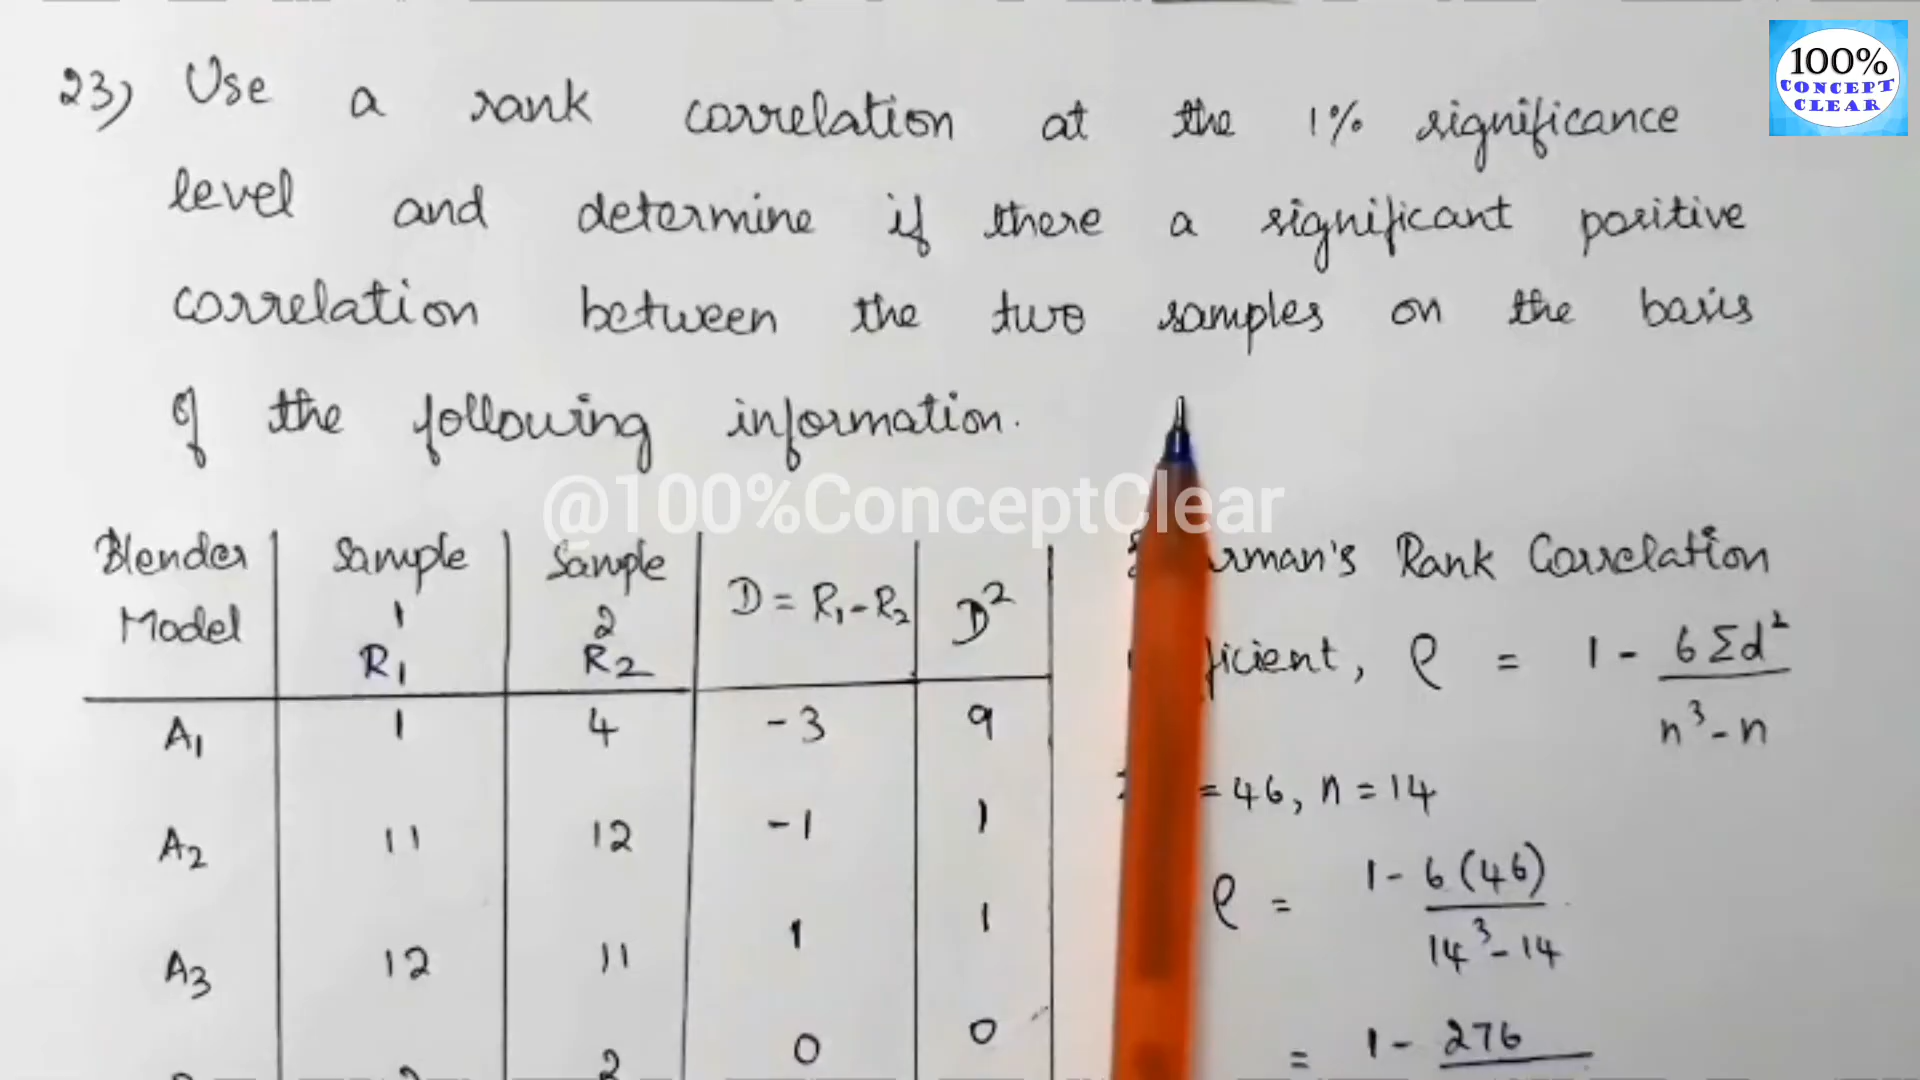 100%
CONCEPT
CLEAR
23) Use a rank correlation at the 1% significance
level and determine if there a significant positive
correlation between the two samples on the basis
of the following information.
@100%ConceptClear
Blender Model | Sample 1 R₁ | Sample 2 R₂ | D = R₁-R₂ | D²
A₁ | 1 | 4 | -3 | 9
A₂ | 11 | 12 | -1 | 1
A₃ | 12 | 11 | 1 | 1
2 | 0 | 0
Rank Correlation
, ρ = 1 - 6Σd² / n³-n
= 46, n = 14
ρ = 1 - 6(46) / 14³-14
= 1 - 276